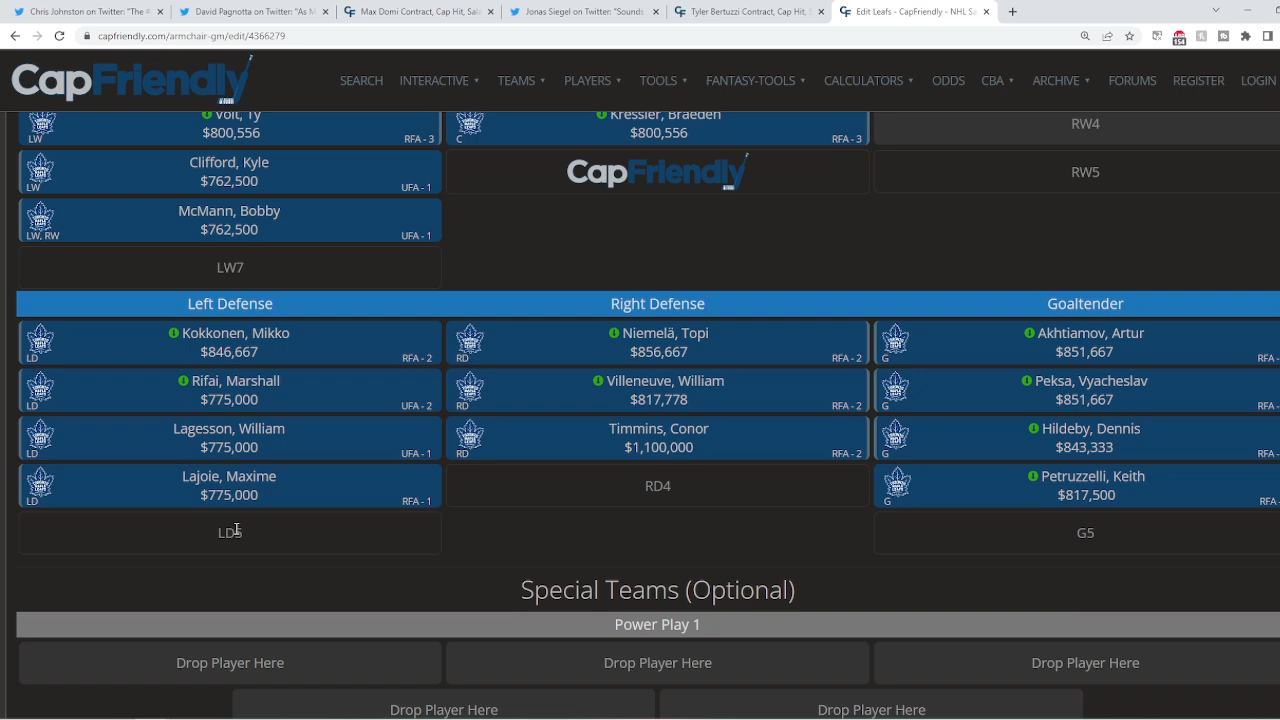 Chris Johnston on Twitter: "The #
David Pagnotta on Twitter: "As M
Max Domi Contract, Cap Hit, Sala
Jonas Siegel on Twitter: "Sounds
Tyler Bertuzzi Contract, Cap Hit, S
Edit Leafs - CapFriendly - NHL Sa
capfriendly.com/armchair-gm/edit/4366279
CapFriendly
SEARCH INTERACTIVE TEAMS PLAYERS TOOLS FANTASY-TOOLS CALCULATORS ODDS CBA ARCHIVE FORUMS REGISTER LOGIN
Voit, Ty
$800,556
LW RFA - 3
Kressler, Braeden
$800,556
C RFA - 3
RW4
Clifford, Kyle
$762,500
LW UFA - 1
CapFriendly
RW5
McMann, Bobby
$762,500
LW, RW UFA - 1
LW7
Left Defense Right Defense Goaltender
Kokkonen, Mikko
$846,667
LD RFA - 2
Niemelä, Topi
$856,667
RD RFA - 2
Akhtiamov, Artur
$851,667
G RFA -
Rifai, Marshall
$775,000
LD UFA - 2
Villeneuve, William
$817,778
RD RFA - 2
Peksa, Vyacheslav
$851,667
G RFA -
Lagesson, William
$775,000
LD UFA - 1
Timmins, Conor
$1,100,000
RD RFA - 2
Hildeby, Dennis
$843,333
G RFA -
Lajoie, Maxime
$775,000
LD RFA - 1
RD4
Petruzzelli, Keith
$817,500
G RFA -
LD5
G5
Special Teams (Optional)
Power Play 1
Drop Player Here Drop Player Here Drop Player Here
Drop Player Here Drop Player Here